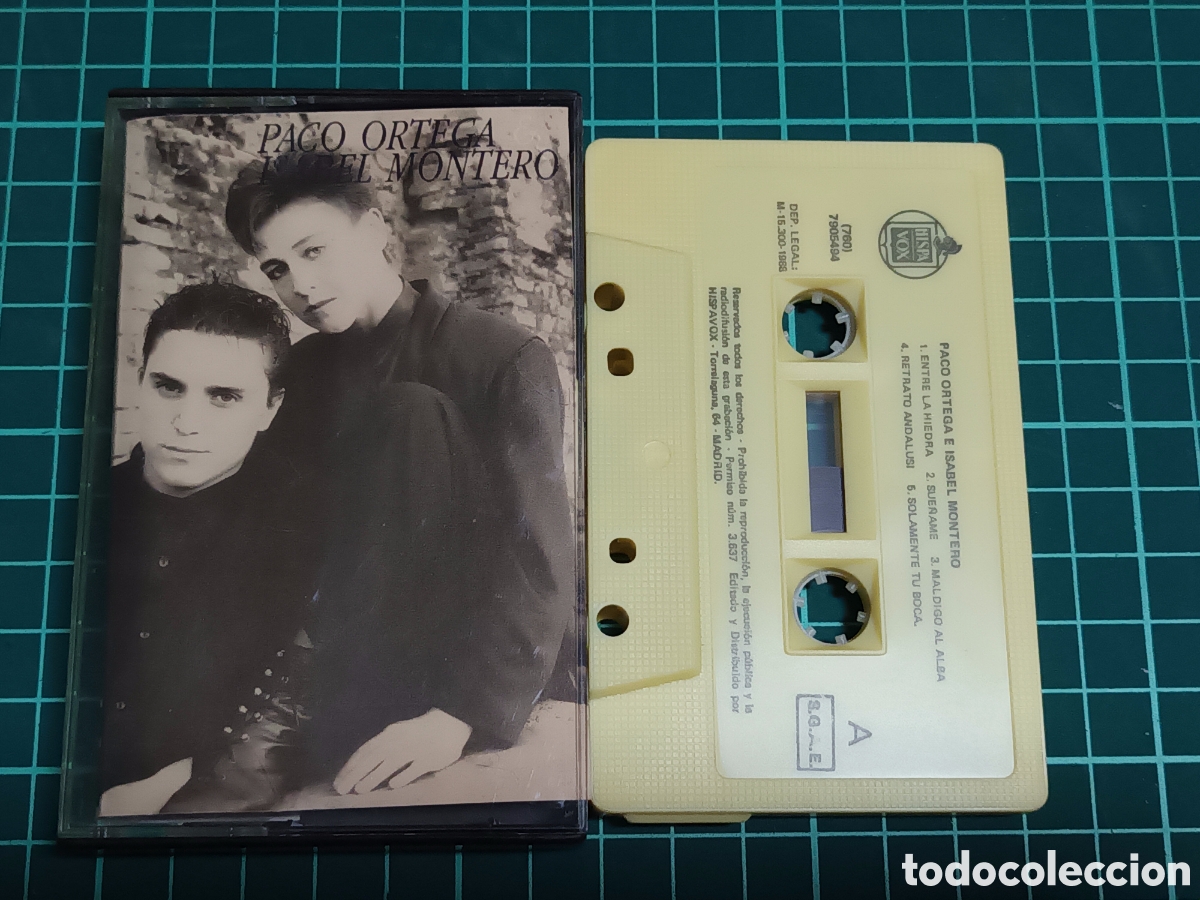 PACO ORTEGA
ISABEL MONTERO
HISPA
VOX
(760)
7905494
DEP. LEGAL:
M-15.300-1988
PACO ORTEGA E ISABEL MONTERO
1. ENTRE LA HIEDRA 2. SUEÑAME 3. MALDIGO AL ALBA
4. RETRATO ANDALUSI 5. SOLAMENTE TU BOCA.
Reservados todos los derechos - Prohibida la reproducción, la ejecución pública y la
radiodifusión de esta grabación - Permiso núm. 3.637 Editado y Distribuido por
HISPAVOX - Torrelaguna, 64 - MADRID.
A
S.G.A.E.
todocoleccion